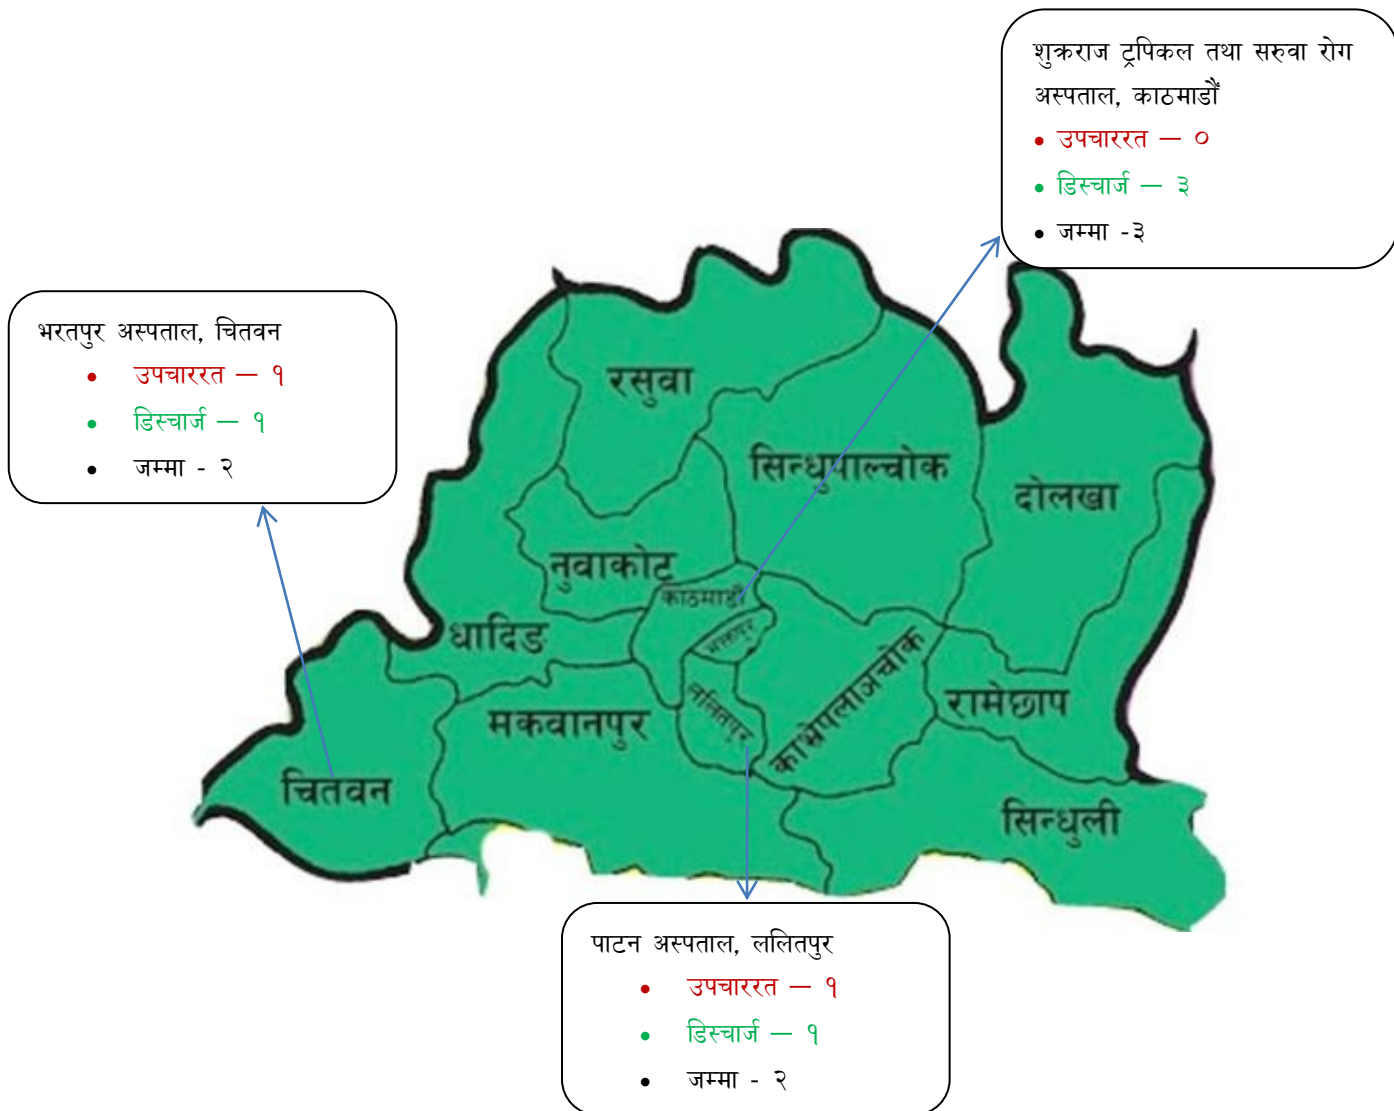 शुक्रराज ट्रपिकल तथा सरुवा रोग
अस्पताल, काठमाडौँ
• उपचाररत — ०
• डिस्चार्ज — ३
• जम्मा -३
भरतपुर अस्पताल, चितवन
• उपचाररत — १
• डिस्चार्ज — १
• जम्मा - २
रसुवा
सिन्धुपाल्चोक
दोलखा
नुवाकोट
काठमाडौं
भक्तपुर
धादिङ
ललितपुर
काभ्रेपलाञ्चोक
रामेछाप
मकवानपुर
चितवन
सिन्धुली
पाटन अस्पताल, ललितपुर
• उपचाररत — १
• डिस्चार्ज — १
• जम्मा - २